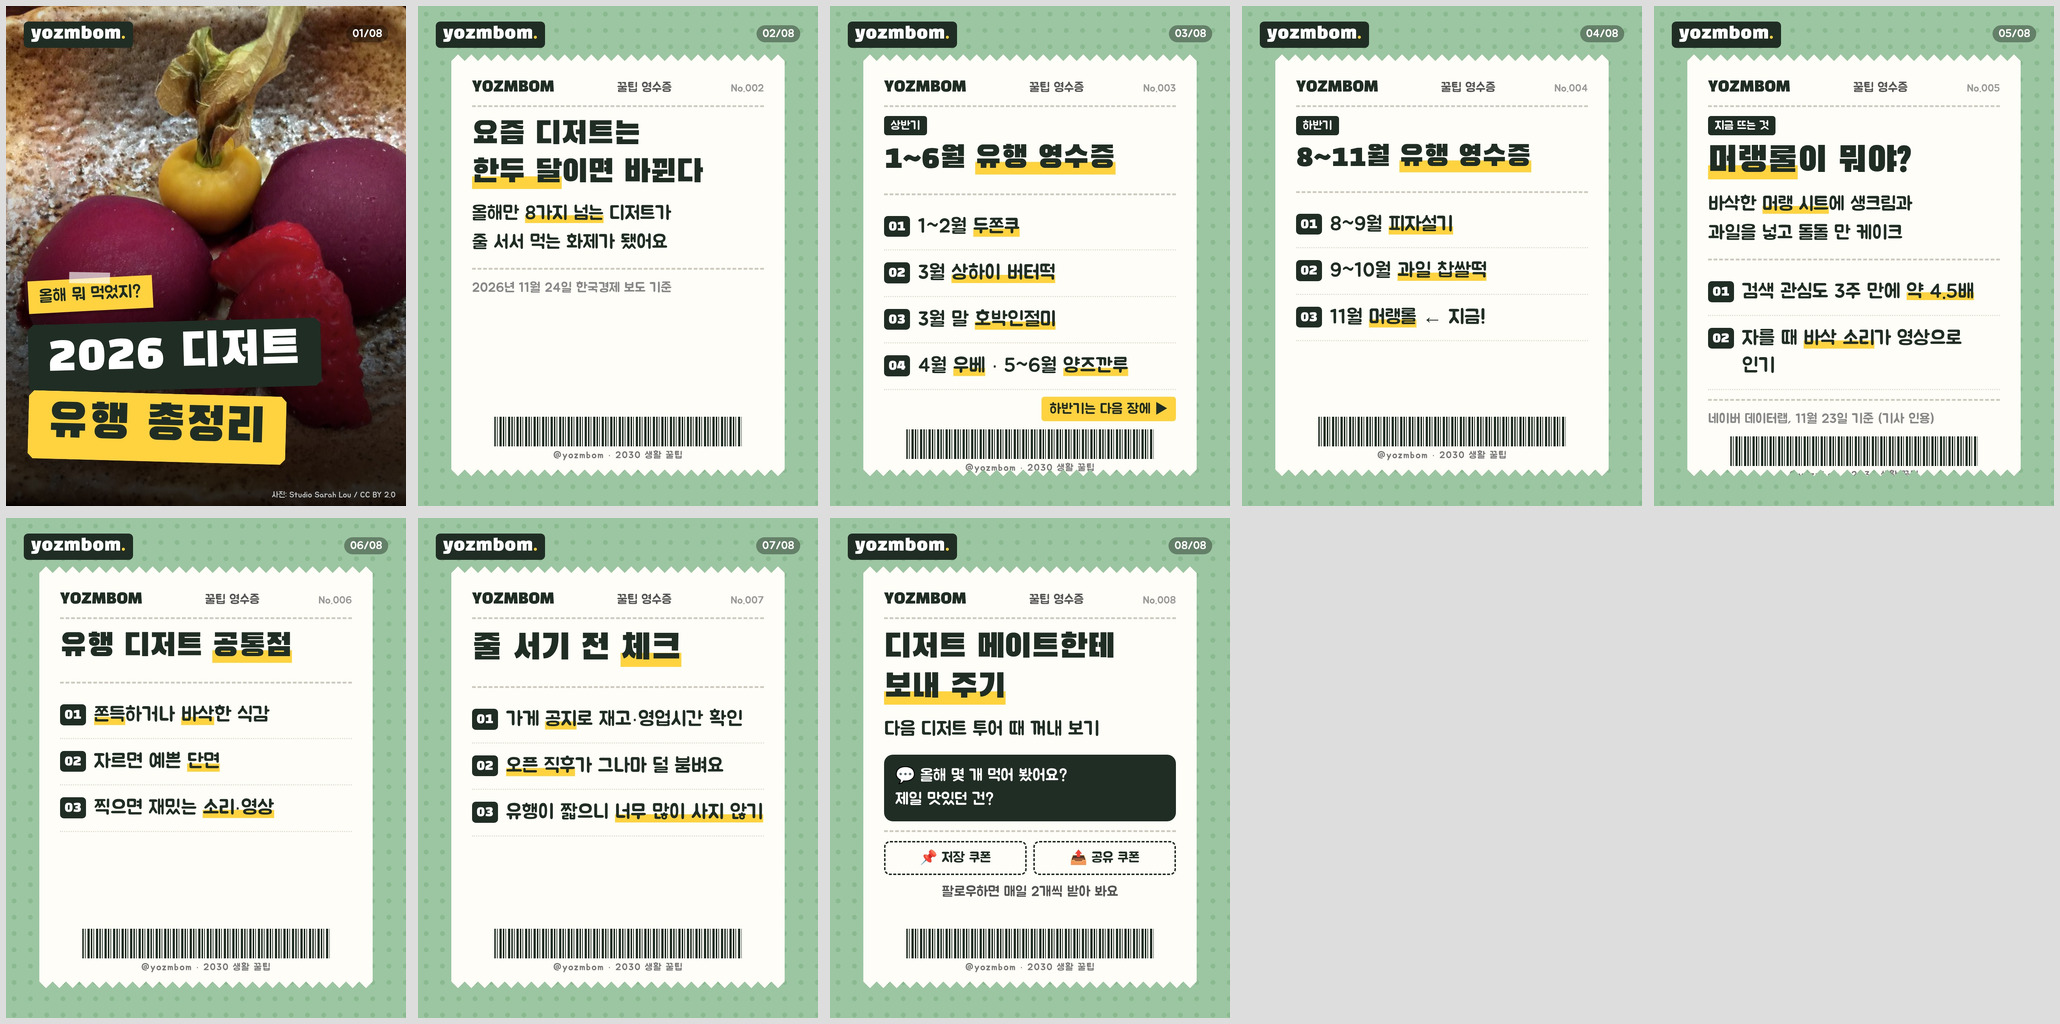 yozmbom.
01/08
올해 뭐 먹었지?
2026 디저트
유행 총정리
사진: Studio Sarah Lou / CC BY 2.0
yozmbom.
02/08
YOZMBOM 꿀팁 영수증 No.002
요즘 디저트는
한두 달이면 바뀐다
올해만 8가지 넘는 디저트가
줄 서서 먹는 화제가 됐어요
2026년 11월 24일 한국경제 보도 기준
@yozmbom · 2030 생활 꿀팁
yozmbom.
03/08
YOZMBOM 꿀팁 영수증 No.003
상반기
1~6월 유행 영수증
01 1~2월 두쫀쿠
02 3월 상하이 버터떡
03 3월 말 호박인절미
04 4월 우베 · 5~6월 양즈깐루
하반기는 다음 장에 ▶
@yozmbom · 2030 생활 꿀팁
yozmbom.
04/08
YOZMBOM 꿀팁 영수증 No.004
하반기
8~11월 유행 영수증
01 8~9월 피자설기
02 9~10월 과일 찹쌀떡
03 11월 머랭롤 ← 지금!
@yozmbom · 2030 생활 꿀팁
yozmbom.
05/08
YOZMBOM 꿀팁 영수증 No.005
지금 뜨는 것
머랭롤이 뭐야?
바삭한 머랭 시트에 생크림과
과일을 넣고 돌돌 만 케이크
01 검색 관심도 3주 만에 약 4.5배
02 자를 때 바삭 소리가 영상으로
인기
네이버 데이터랩, 11월 23일 기준 (기사 인용)
yozmbom.
06/08
YOZMBOM 꿀팁 영수증 No.006
유행 디저트 공통점
01 쫀득하거나 바삭한 식감
02 자르면 예쁜 단면
03 찍으면 재밌는 소리·영상
@yozmbom · 2030 생활 꿀팁
yozmbom.
07/08
YOZMBOM 꿀팁 영수증 No.007
줄 서기 전 체크
01 가게 공지로 재고·영업시간 확인
02 오픈 직후가 그나마 덜 붐벼요
03 유행이 짧으니 너무 많이 사지 않기
@yozmbom · 2030 생활 꿀팁
yozmbom.
08/08
YOZMBOM 꿀팁 영수증 No.008
디저트 메이트한테
보내 주기
다음 디저트 투어 때 꺼내 보기
💬 올해 몇 개 먹어 봤어요?
제일 맛있던 건?
📌 저장 쿠폰
📤 공유 쿠폰
팔로우하면 매일 2개씩 받아 봐요
@yozmbom · 2030 생활 꿀팁